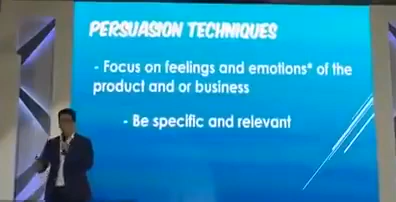 PERSUASION TECHNIQUES
- Focus on feelings and emotions* of the
product and or business
- Be specific and relevant